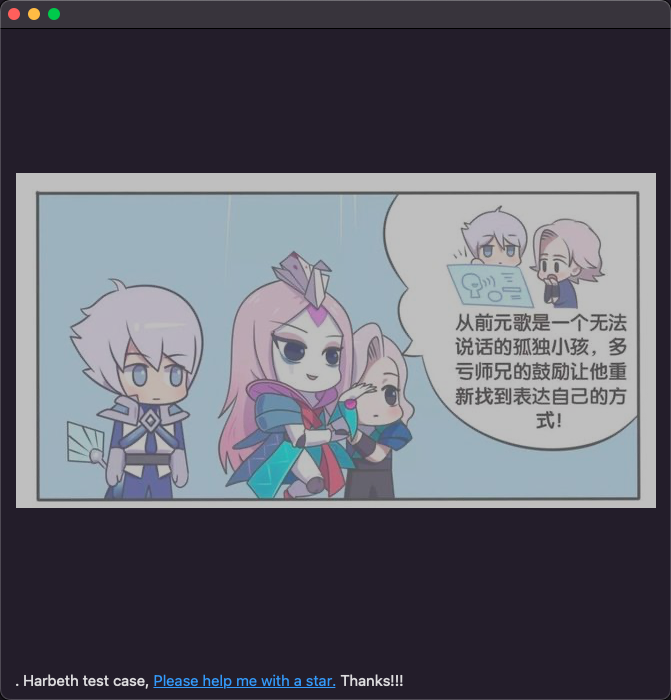 从前元歌是一个无法
说话的孤独小孩，多
亏师兄的鼓励让他重
新找到表达自己的方
式!
. Harbeth test case, Please help me with a star. Thanks!!!